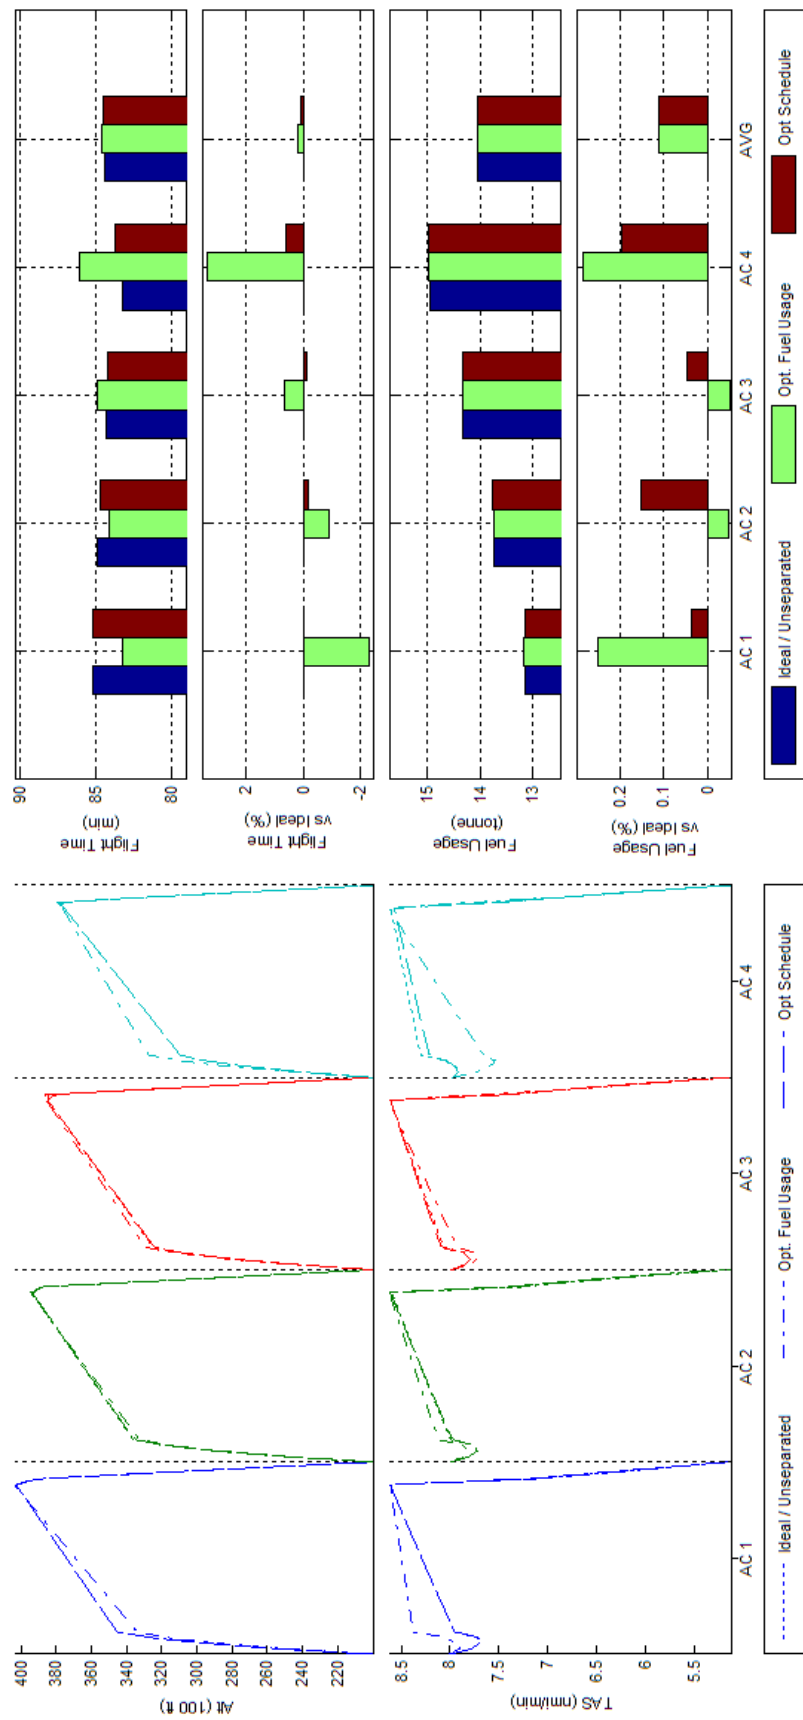 90
85
80
Flight Time
(min)
2
0
-2
Flight Time
vs Ideal (%)
15
14
13
Fuel Usage
(tonne)
0.2
0.1
0
Fuel Usage
vs Ideal (%)
AC 1
AC 2
AC 3
AC 4
AVG
Ideal / Unseparated
Opt. Fuel Usage
Opt Schedule
400
380
360
340
320
300
280
260
240
220
Alt (100 ft)
8.5
8
7.5
7
6.5
6
5.5
TAS (nmi/min)
AC 1
AC 2
AC 3
AC 4
Ideal / Unseparated
Opt. Fuel Usage
Opt Schedule